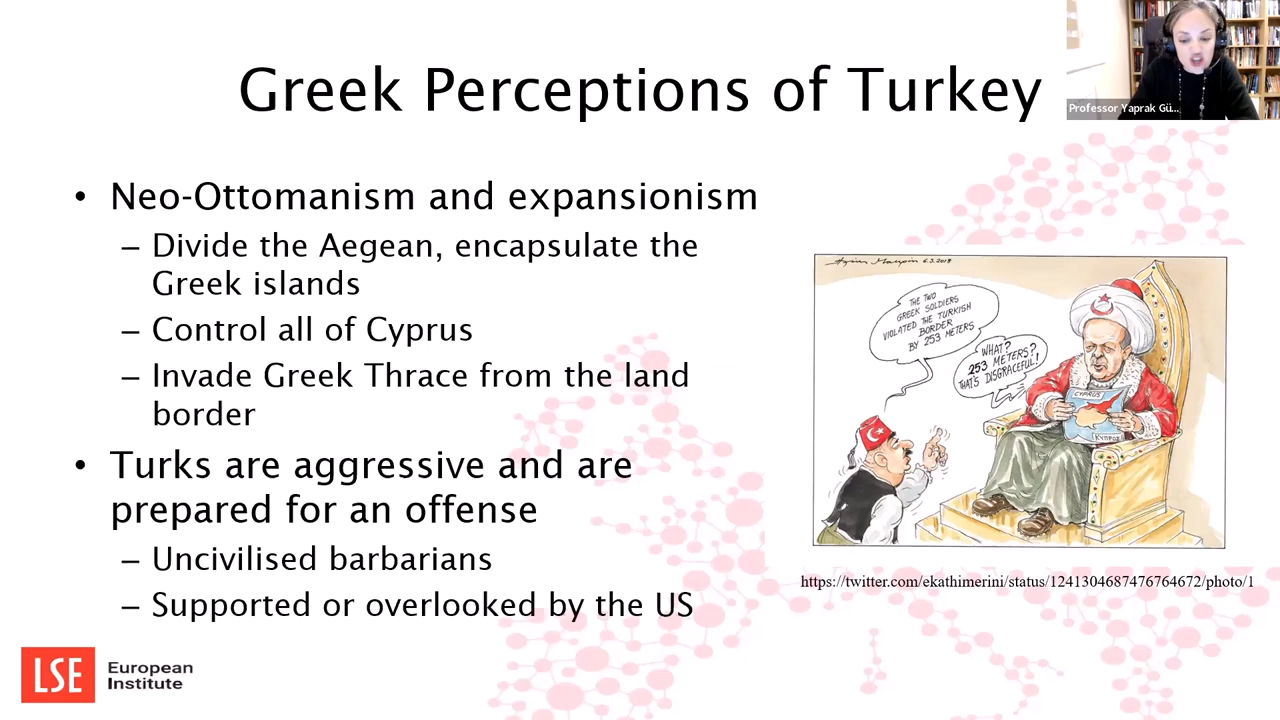 Greek Perceptions of Turkey
Professor Yaprak Gü...
• Neo-Ottomanism and expansionism
– Divide the Aegean, encapsulate the
Greek islands
– Control all of Cyprus
– Invade Greek Thrace from the land
border
• Turks are aggressive and are
prepared for an offense
– Uncivilised barbarians
– Supported or overlooked by the US
6.3.2018
THE TWO
GREEK SOLDIERS
VIOLATED THE TURKISH
BORDER
BY 253 METERS
WHAT?
253 METERS?
THAT'S DISGRACEFUL!
CYPRUS
https://twitter.com/ekathimerini/status/1241304687476764672/photo/1
LSE
European
Institute